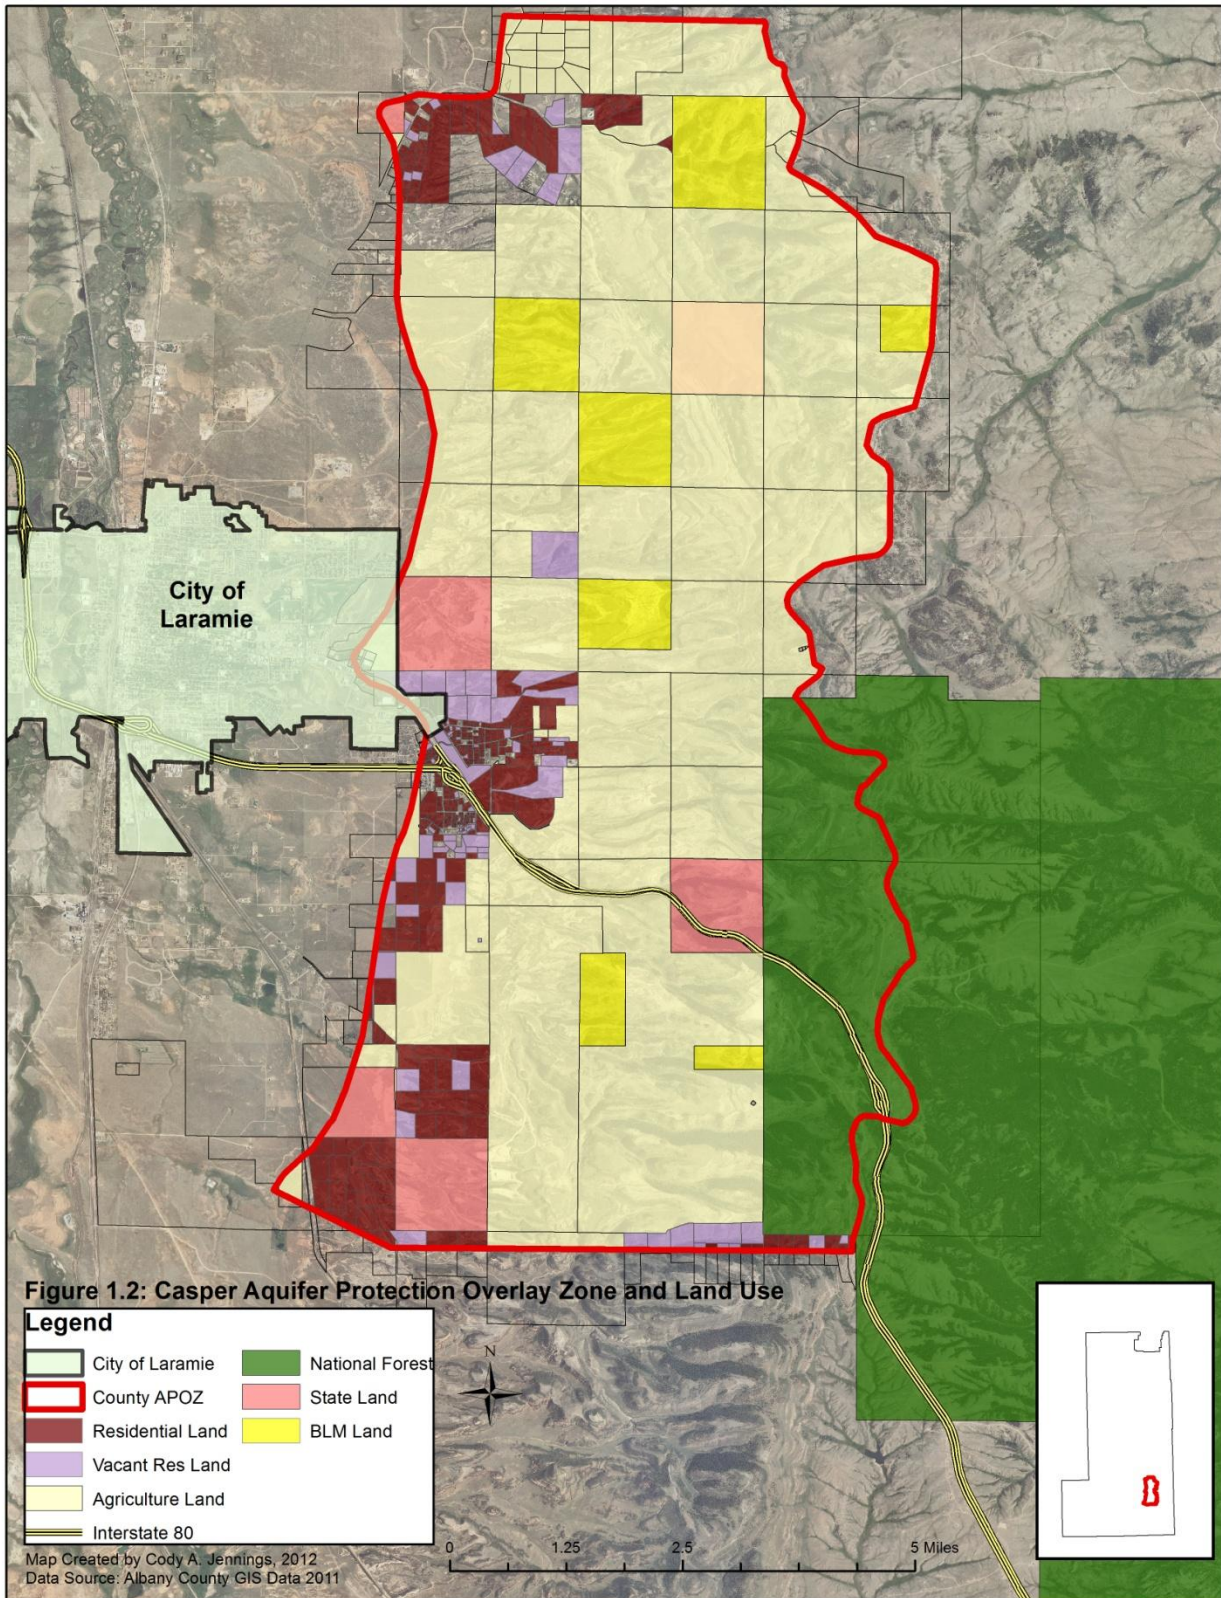 City of
Laramie
Figure 1.2: Casper Aquifer Protection Overlay Zone and Land Use
Legend
City of Laramie
County APOZ
Residential Land
Vacant Res Land
Agriculture Land
Interstate 80
National Forest
State Land
BLM Land
N
Map Created by Cody A. Jennings, 2012
Data Source: Albany County GIS Data 2011
0 1.25 2.5 5 Miles